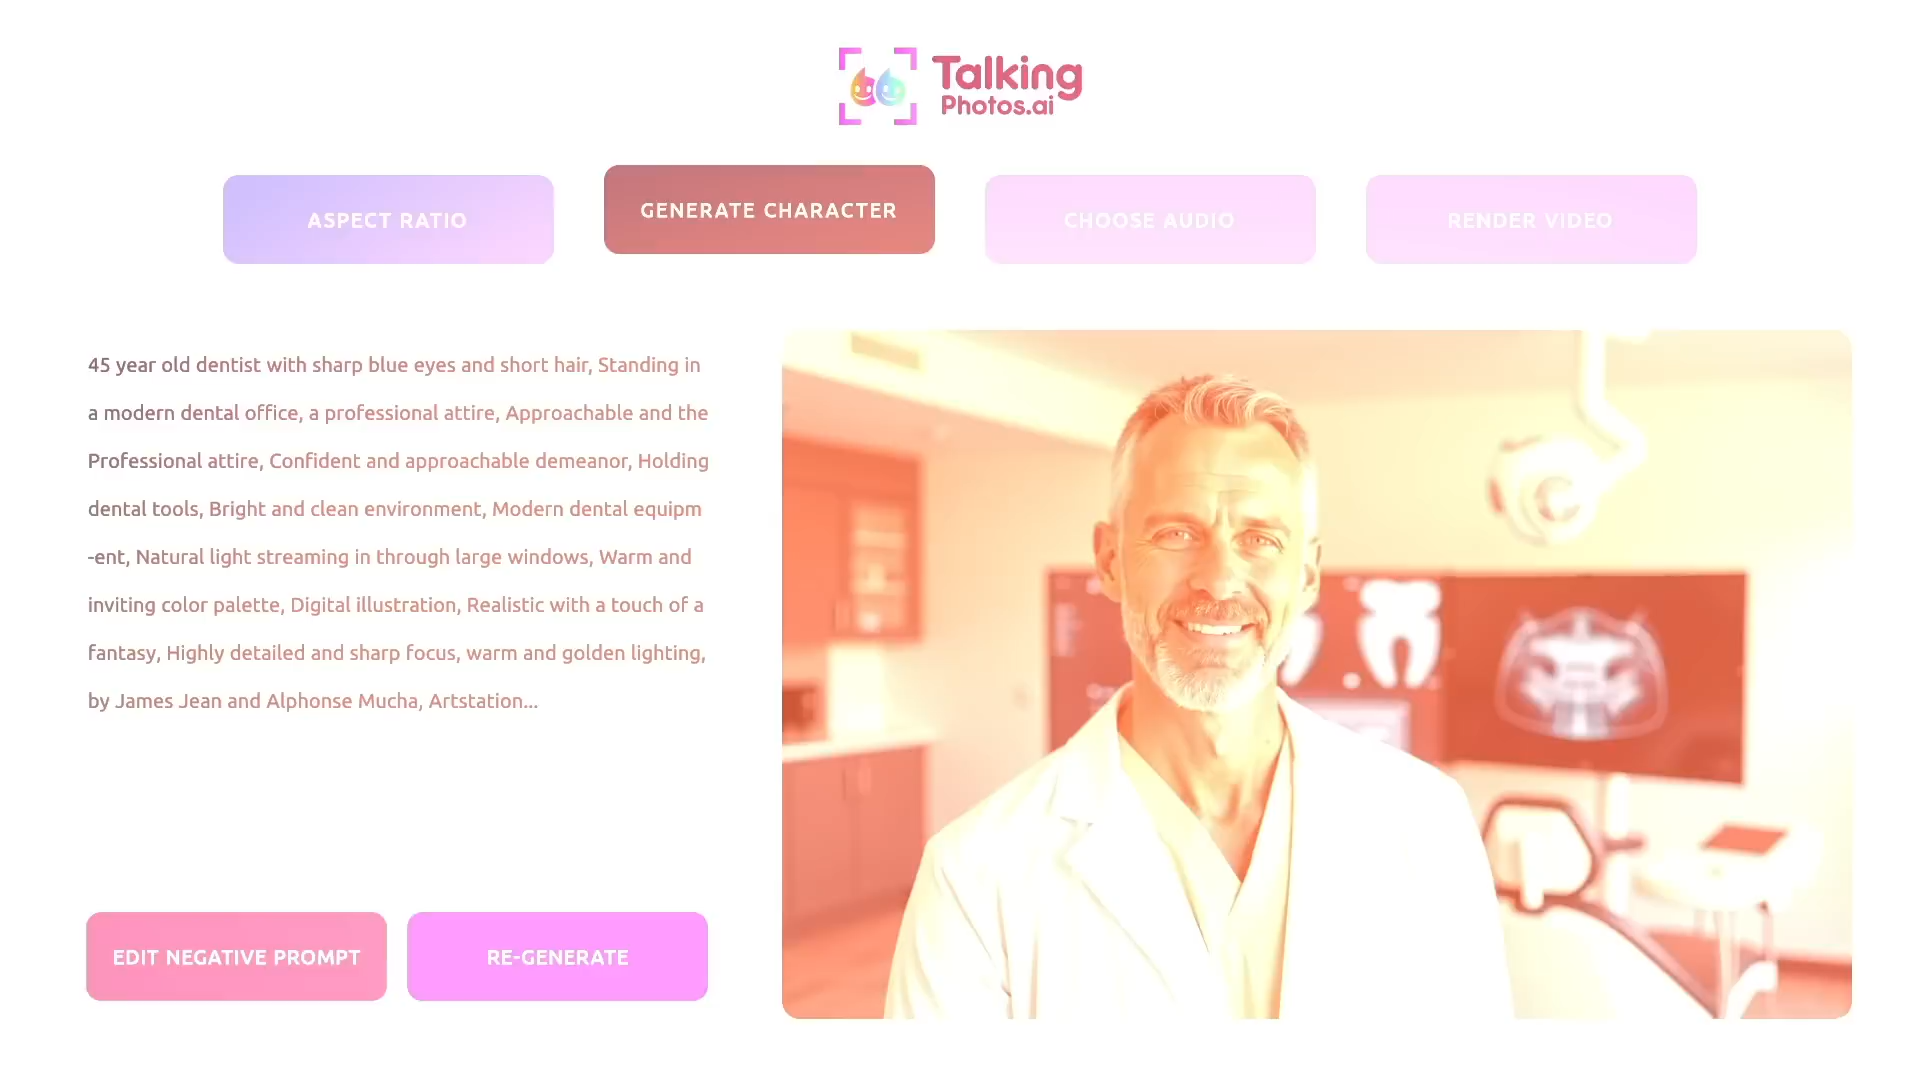 Talking
Photos.ai
ASPECT RATIO
GENERATE CHARACTER
CHOOSE AUDIO
RENDER VIDEO
45 year old dentist with sharp blue eyes and short hair, Standing in
a modern dental office, a professional attire, Approachable and the
Professional attire, Confident and approachable demeanor, Holding
dental tools, Bright and clean environment, Modern dental equipm
-ent, Natural light streaming in through large windows, Warm and
inviting color palette, Digital illustration, Realistic with a touch of a
fantasy, Highly detailed and sharp focus, warm and golden lighting,
by James Jean and Alphonse Mucha, Artstation...
EDIT NEGATIVE PROMPT
RE-GENERATE